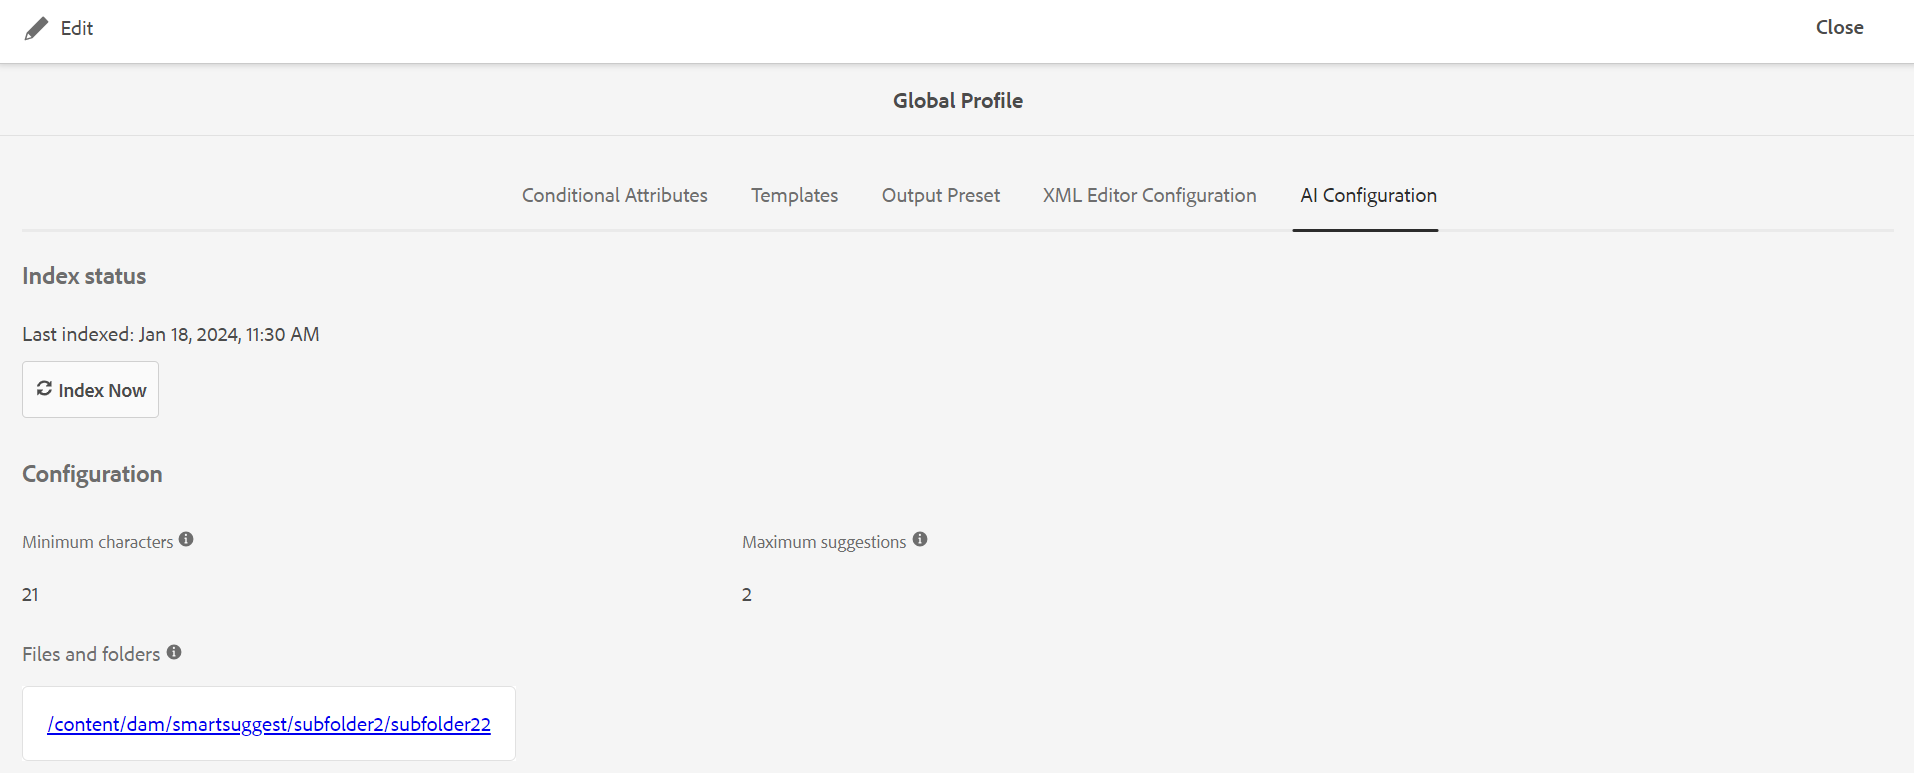 Edit
Close
Global Profile
Conditional Attributes Templates Output Preset XML Editor Configuration AI Configuration
Index status
Last indexed: Jan 18, 2024, 11:30 AM
Index Now
Configuration
Minimum characters
Maximum suggestions
21
2
Files and folders
/content/dam/smartsuggest/subfolder2/subfolder22